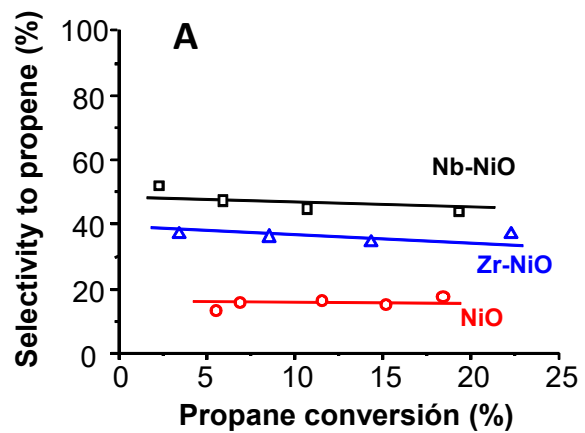 A
Selectivity to propene (%)
100
80
60
40
20
0
Nb-NiO
Zr-NiO
NiO
0 5 10 15 20 25
Propane conversión (%)